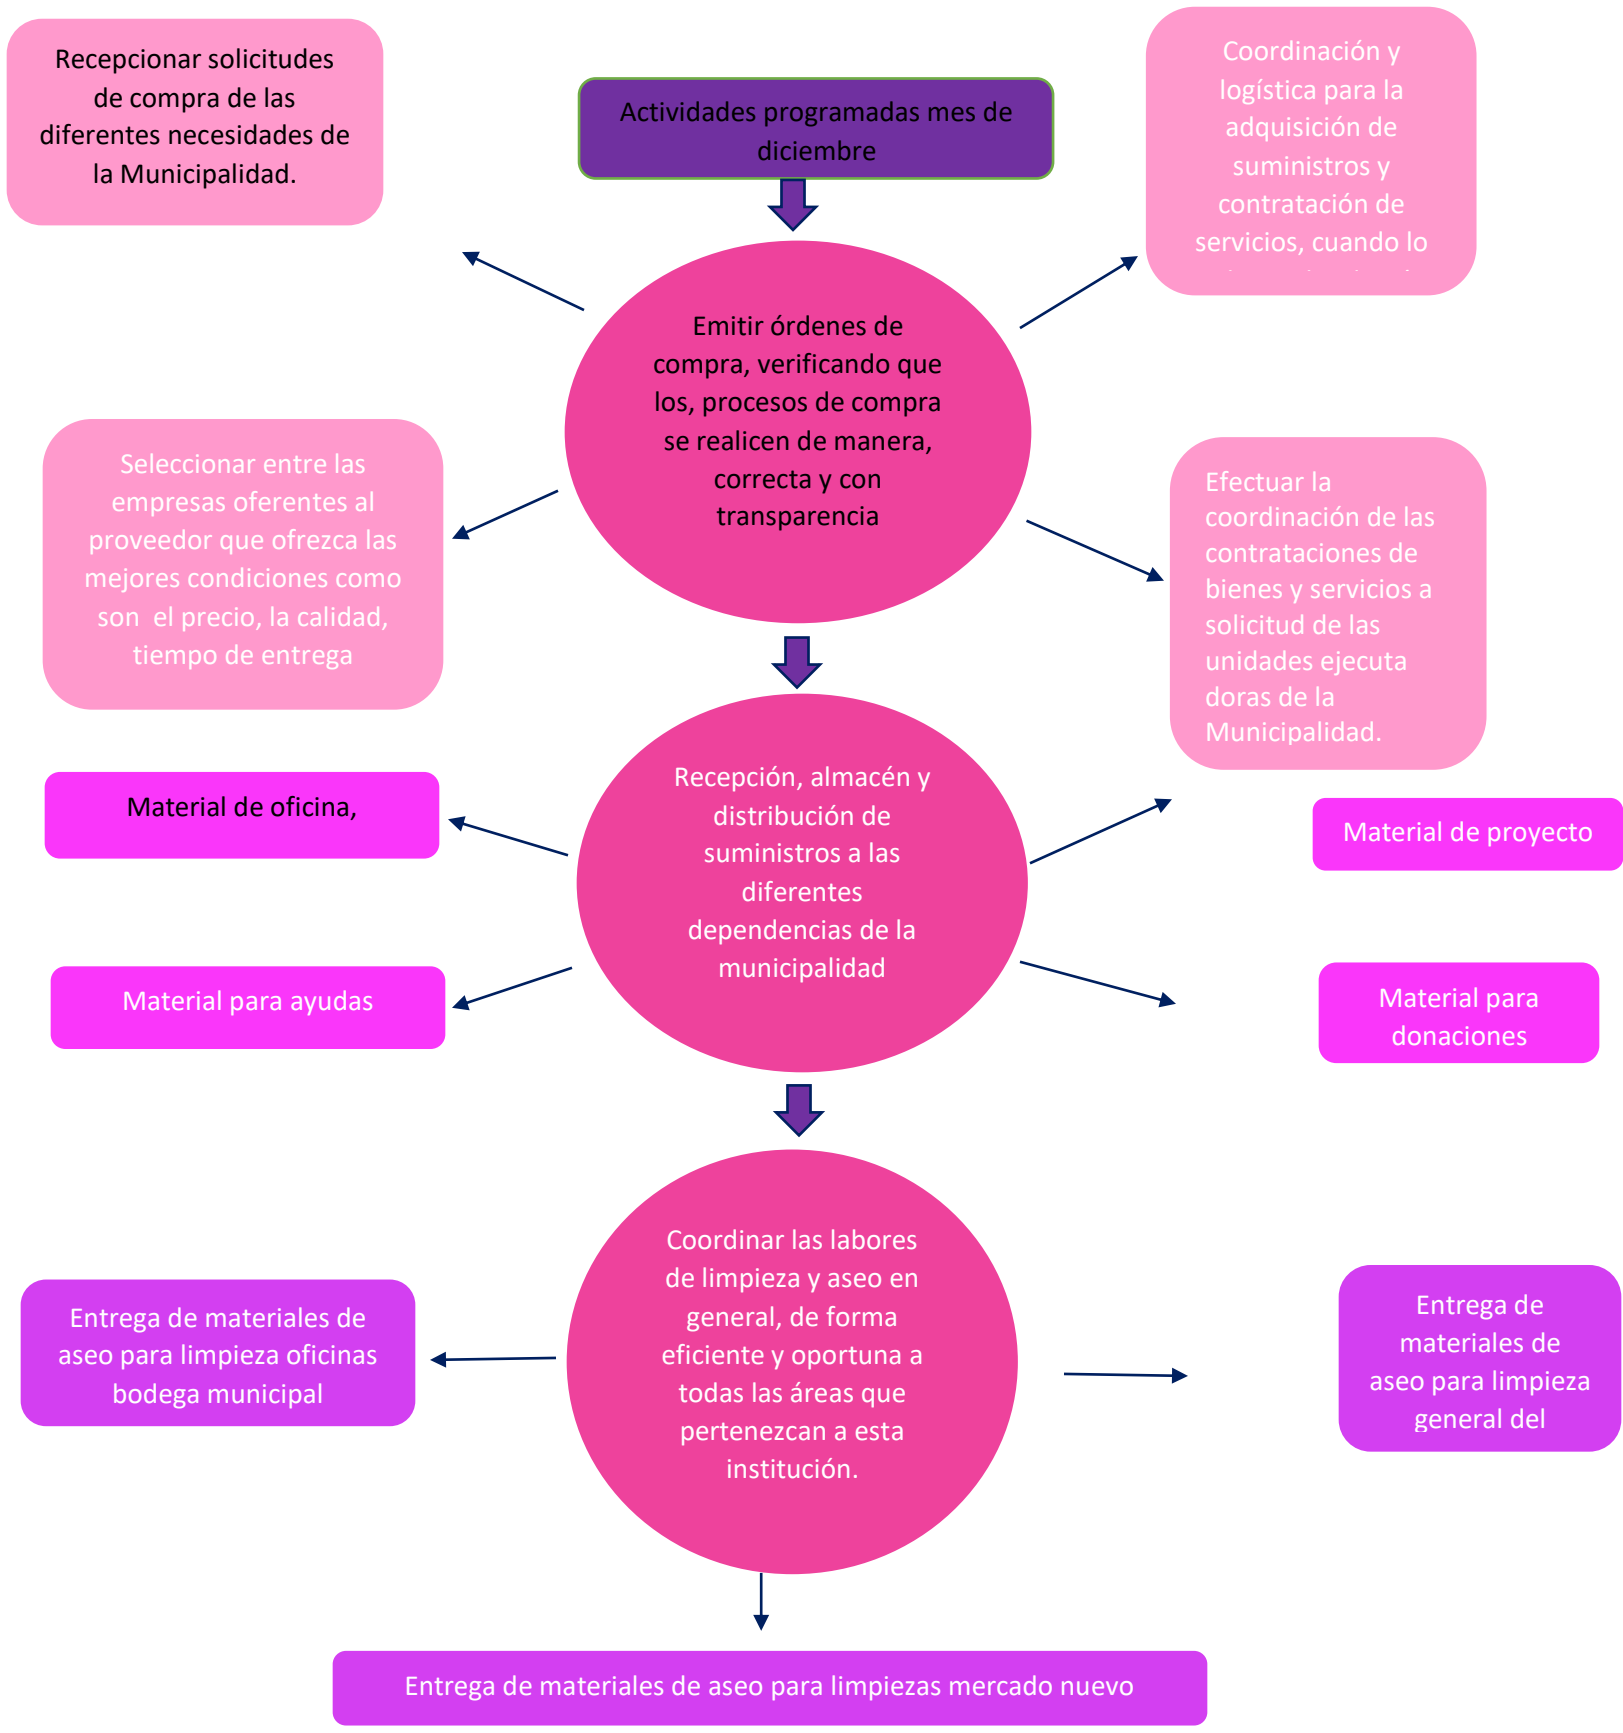 Recepcionar solicitudes
de compra de las
diferentes necesidades de
la Municipalidad.
Actividades programadas mes de
diciembre
Coordinación y
logística para la
adquisición de
suministros y
contratación de
servicios, cuando lo
Emitir órdenes de
compra, verificando que
los, procesos de compra
se realicen de manera,
correcta y con
transparencia
Seleccionar entre las
empresas oferentes al
proveedor que ofrezca las
mejores condiciones como
son  el precio, la calidad,
tiempo de entrega
Efectuar la
coordinación de las
contrataciones de
bienes y servicios a
solicitud de las
unidades ejecuta
doras de la
Municipalidad.
Recepción, almacén y
distribución de
suministros a las
diferentes
dependencias de la
municipalidad
Material de oficina,
Material de proyecto
Material para ayudas
Material para
donaciones
Coordinar las labores
de limpieza y aseo en
general, de forma
eficiente y oportuna a
todas las áreas que
pertenezcan a esta
institución.
Entrega de materiales de
aseo para limpieza oficinas
bodega municipal
Entrega de
materiales de
aseo para limpieza
general del
Entrega de materiales de aseo para limpiezas mercado nuevo